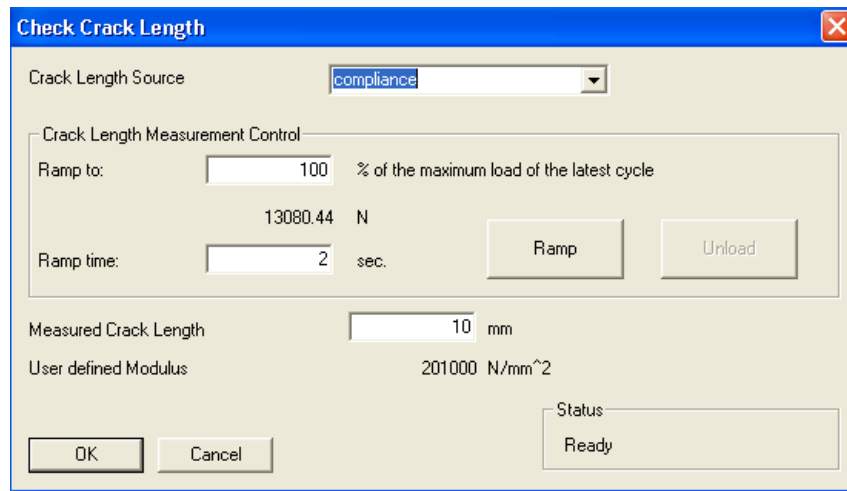 Check Crack Length
Crack Length Source compliance
Crack Length Measurement Control
Ramp to: 100 % of the maximum load of the latest cycle
13080.44 N
Ramp time: 2 sec.
Ramp Unload
Measured Crack Length 10 mm
User defined Modulus 201000 N/mm^2
Status
Ready
OK Cancel